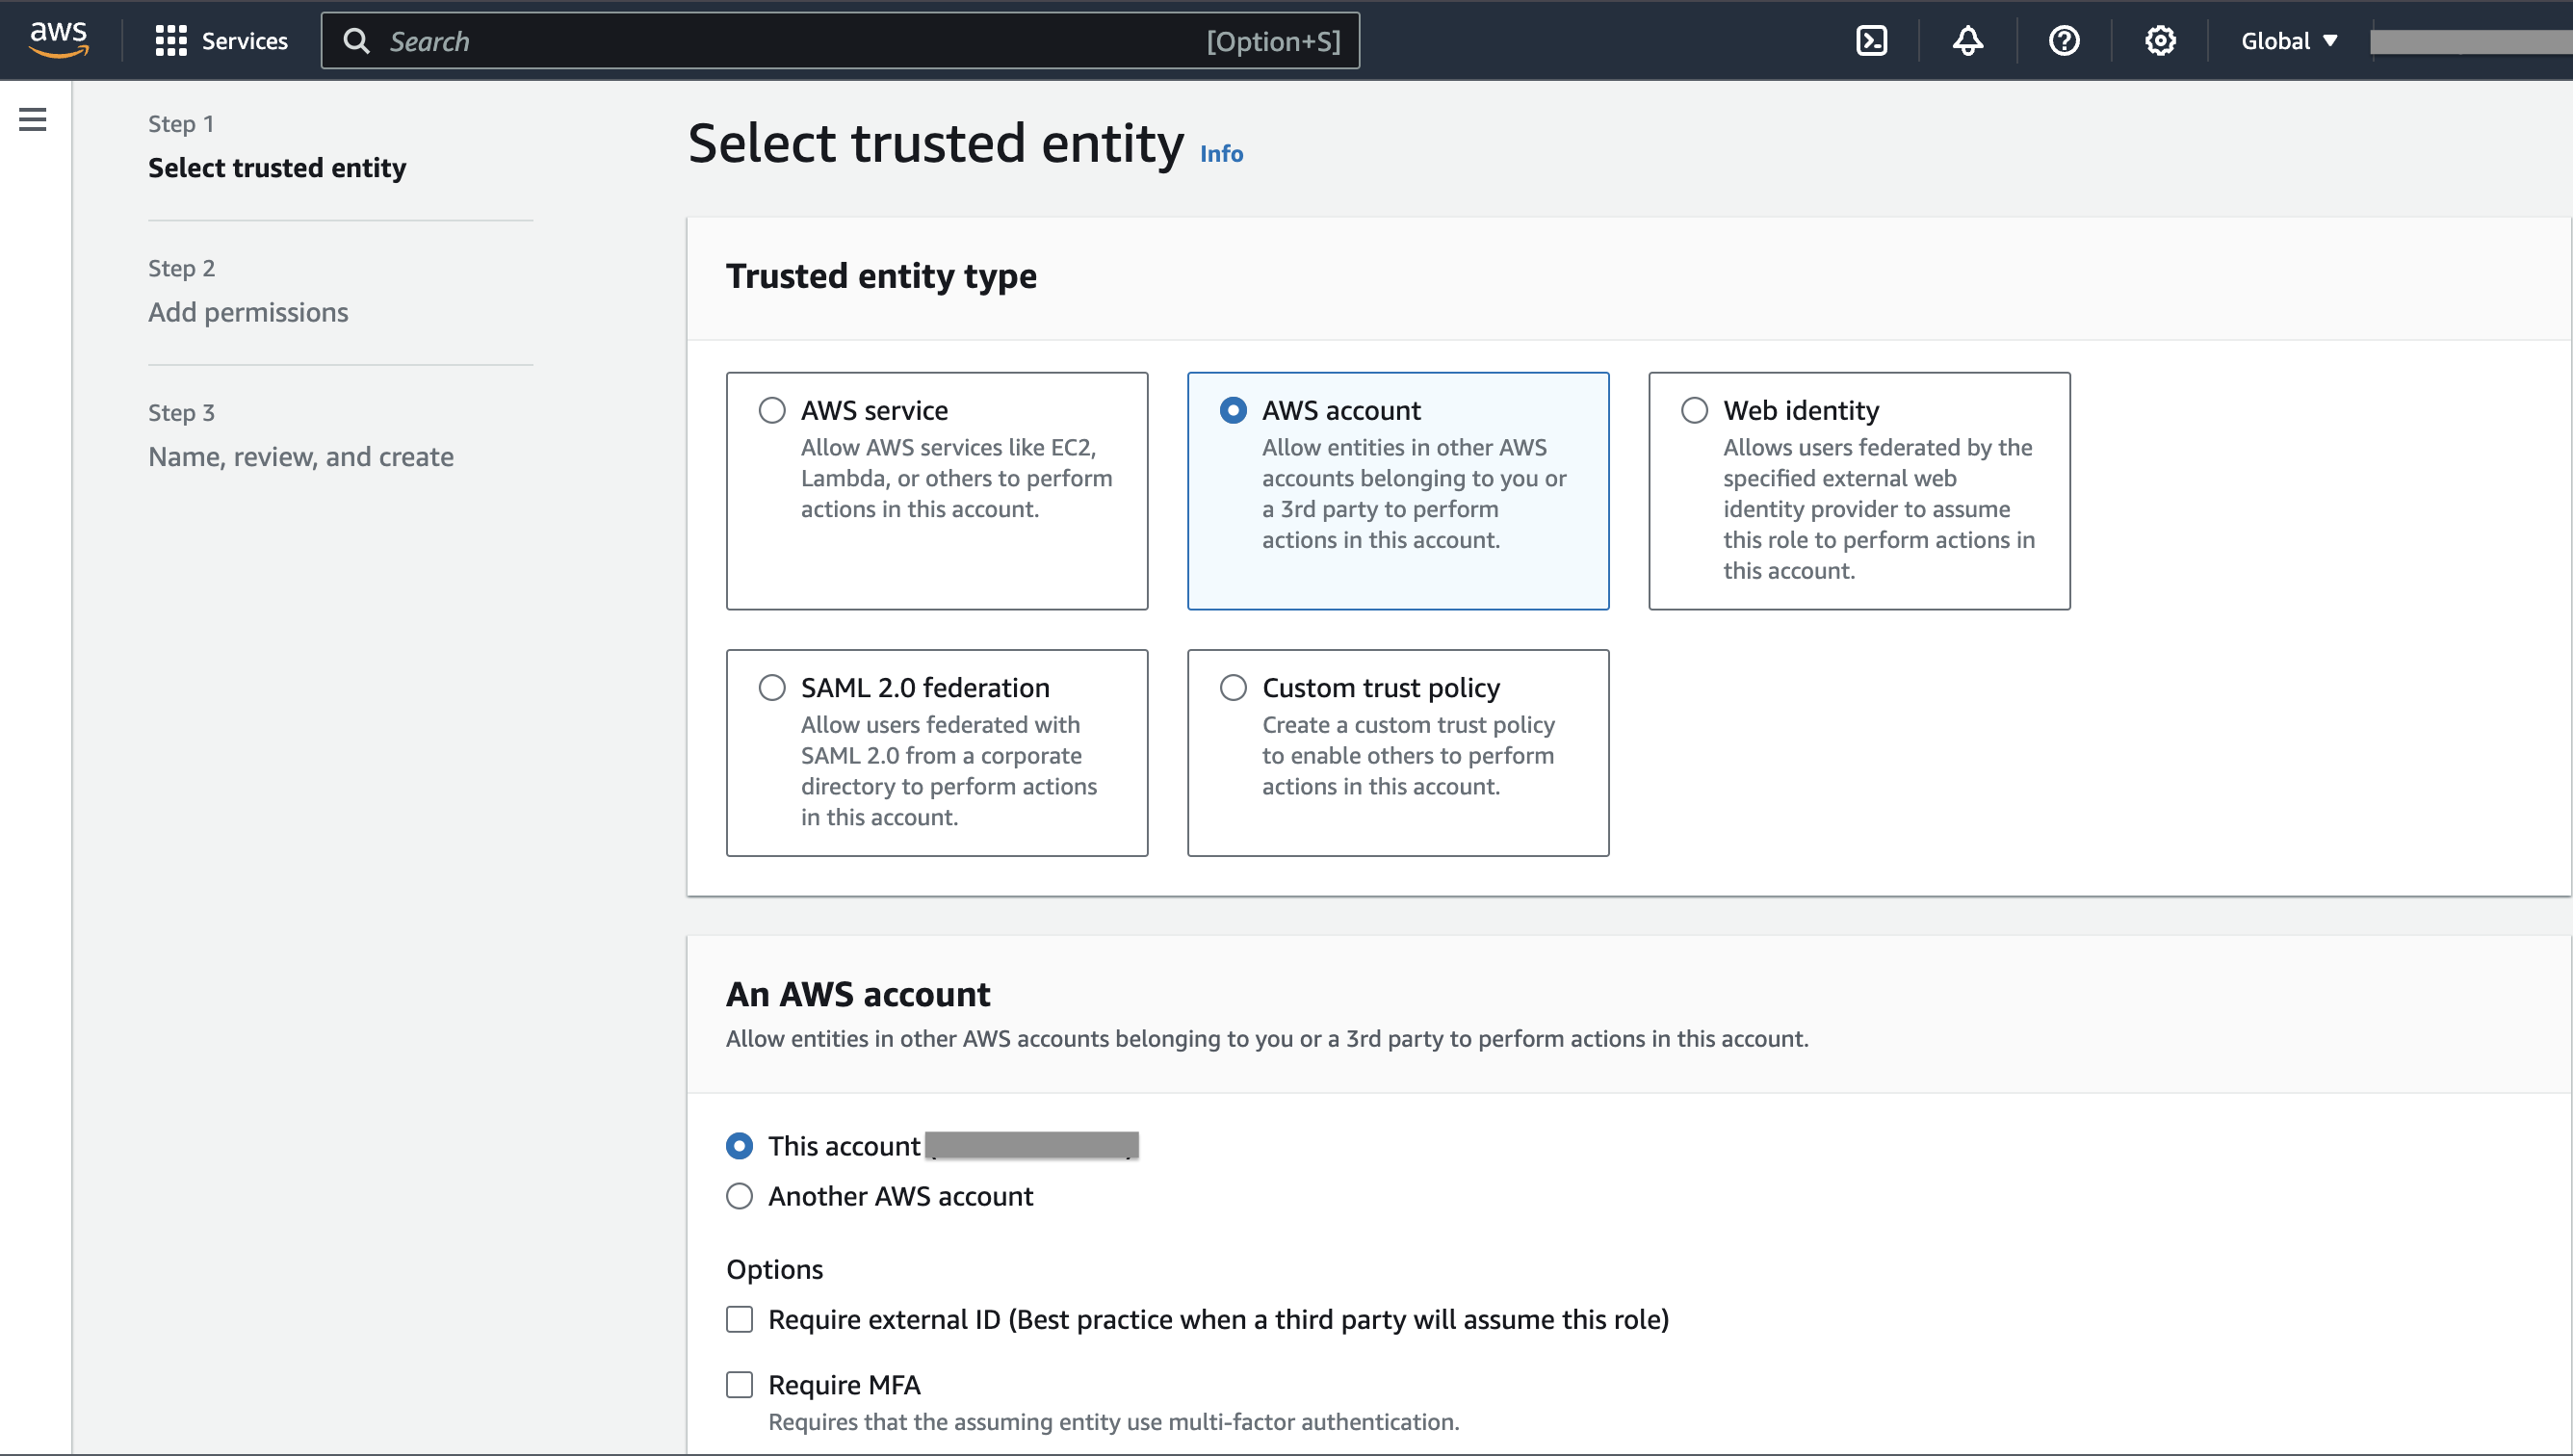 aws
Services
Search
[Option+S]
Global
Step 1
Select trusted entity
Step 2
Add permissions
Step 3
Name, review, and create
Select trusted entity Info
Trusted entity type
AWS service
Allow AWS services like EC2,
Lambda, or others to perform
actions in this account.
AWS account
Allow entities in other AWS
accounts belonging to you or
a 3rd party to perform
actions in this account.
Web identity
Allows users federated by the
specified external web
identity provider to assume
this role to perform actions in
this account.
SAML 2.0 federation
Allow users federated with
SAML 2.0 from a corporate
directory to perform actions
in this account.
Custom trust policy
Create a custom trust policy
to enable others to perform
actions in this account.
An AWS account
Allow entities in other AWS accounts belonging to you or a 3rd party to perform actions in this account.
This account
Another AWS account
Options
Require external ID (Best practice when a third party will assume this role)
Require MFA
Requires that the assuming entity use multi-factor authentication.